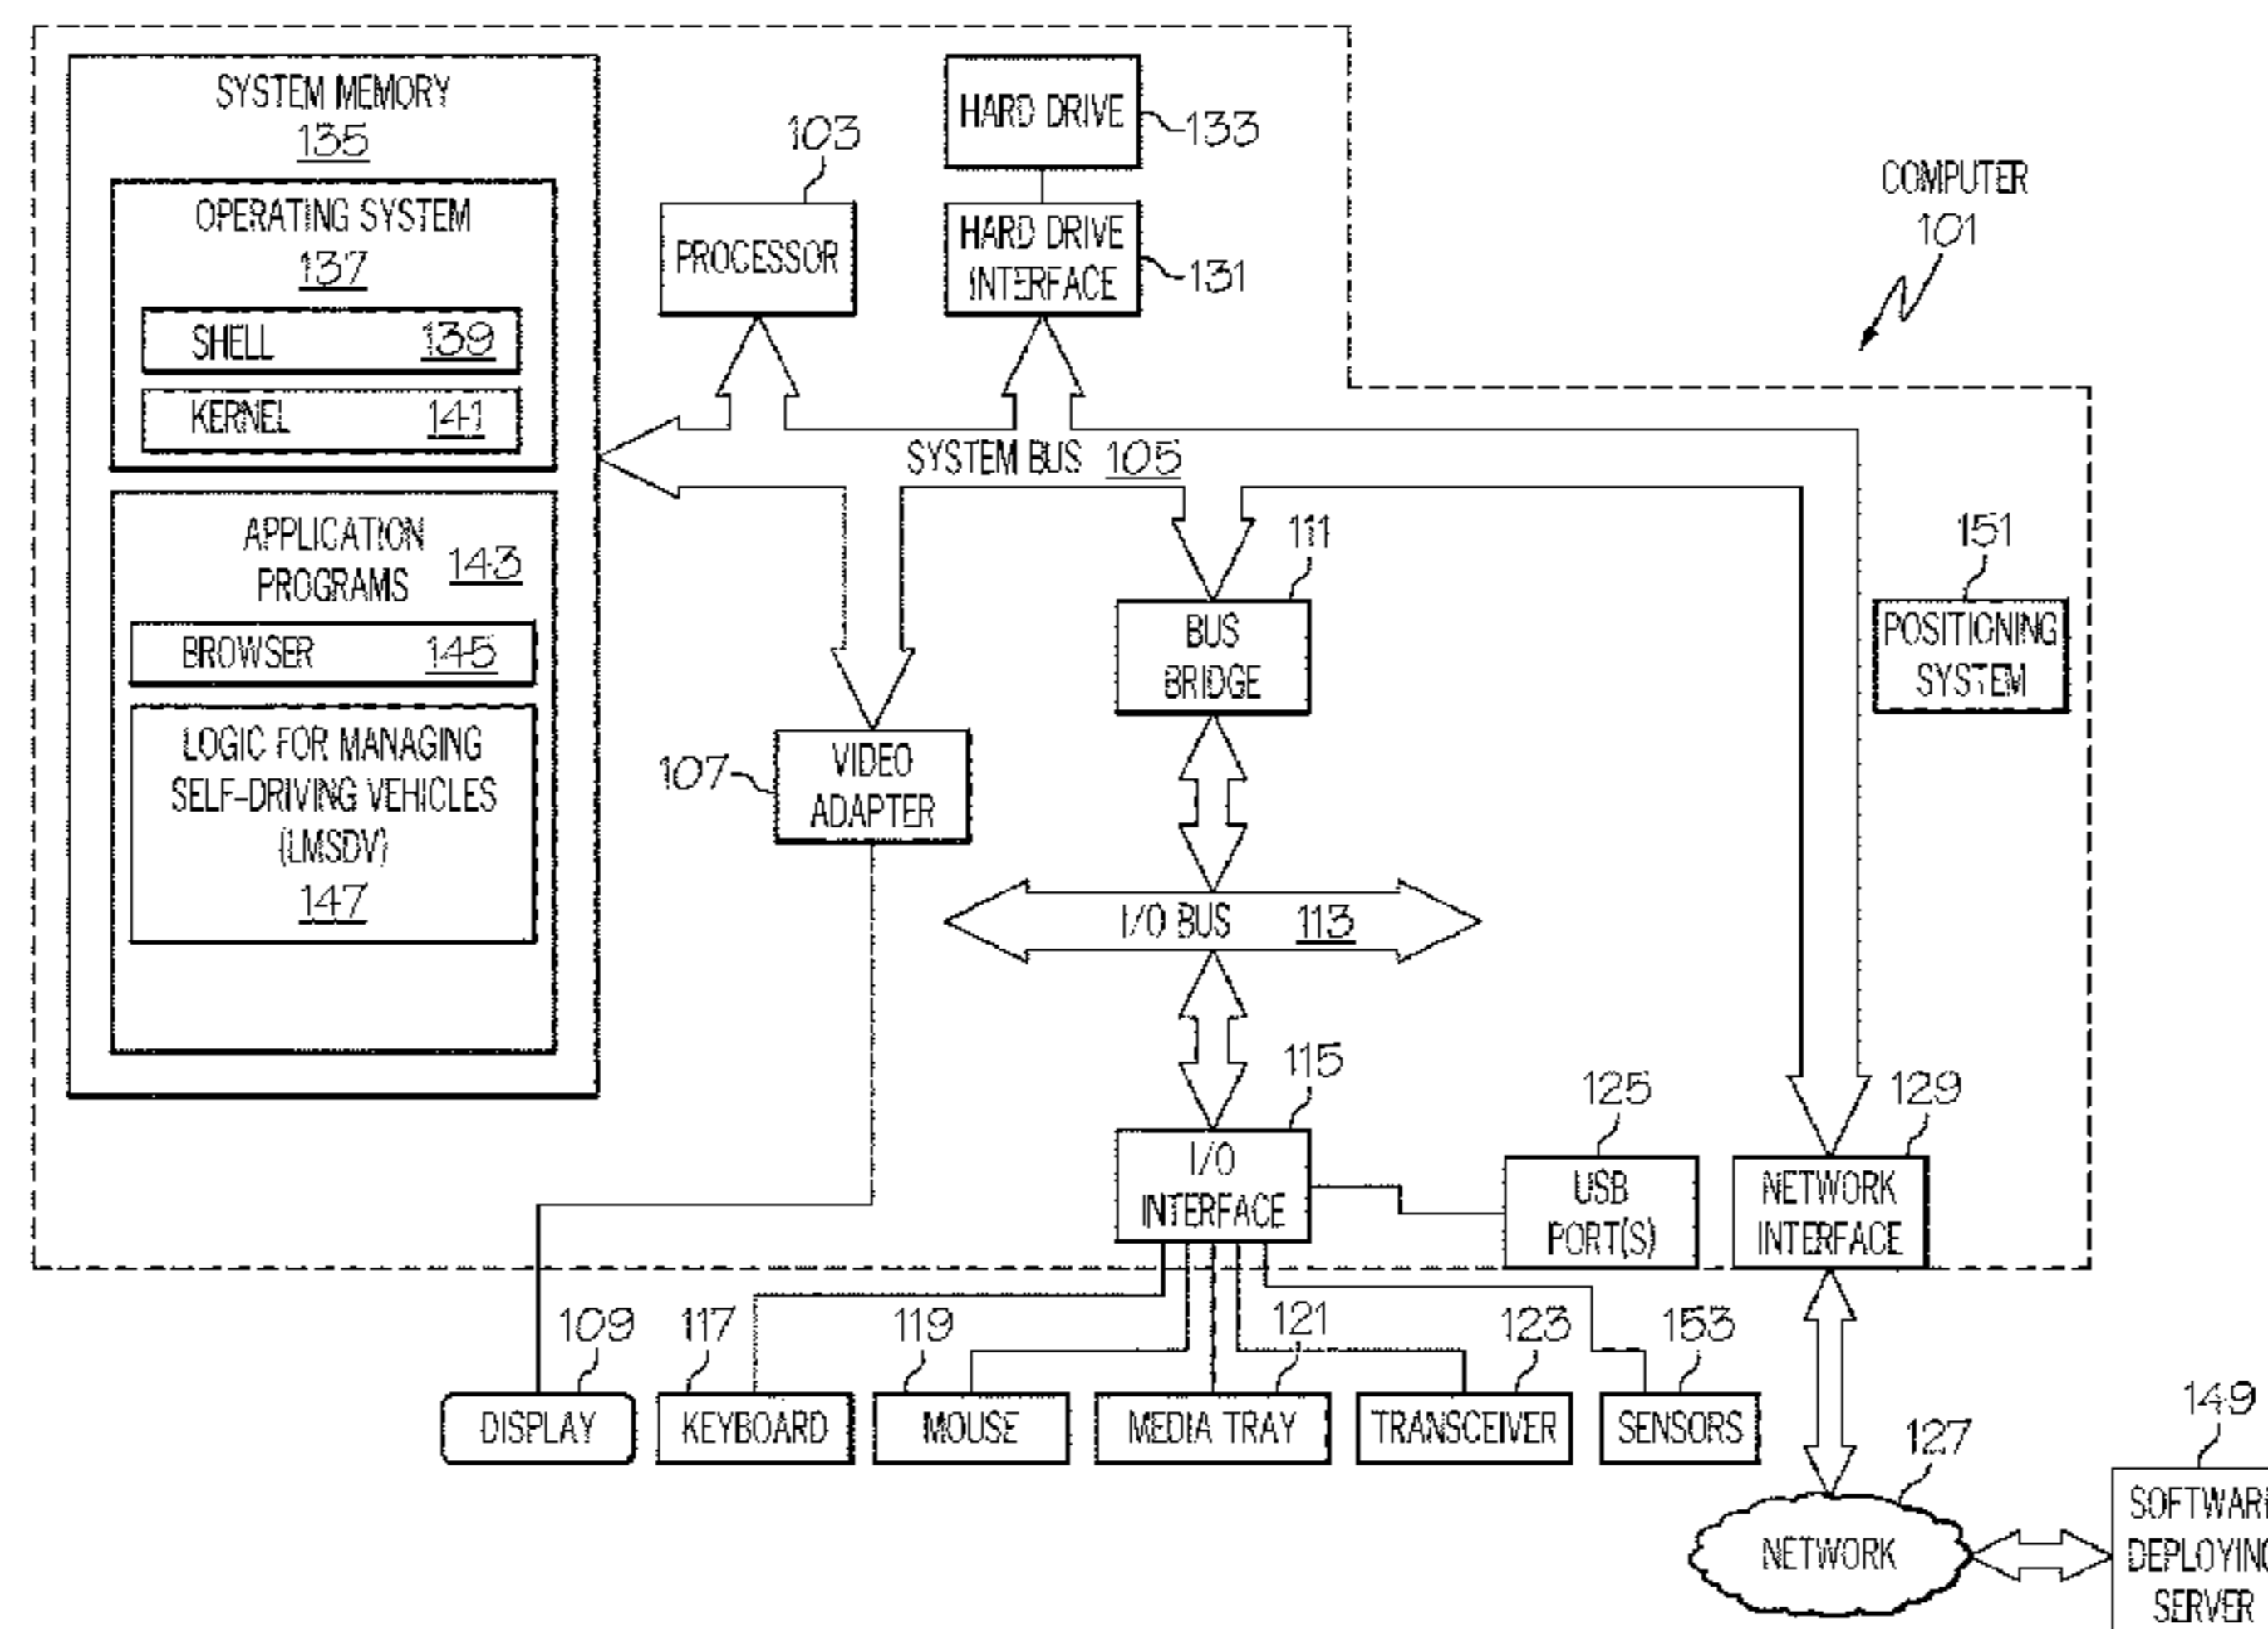 SYSTEM MEMORY
135
OPERATING SYSTEM
137
SHELL 139
KERNEL 141
APPLICATION
PROGRAMS 143
BROWSER 145
LOGIC FOR MANAGING
SELF-DRIVING VEHICLES
(LMSDV)
147
HARD DRIVE
133
103
PROCESSOR
HARD DRIVE
INTERFACE
131
COMPUTER
101
SYSTEM BUS 105
111
BUS
BRIDGE
151
POSITIONING
SYSTEM
107
VIDEO
ADAPTER
I/O BUS 113
115
I/O
INTERFACE
125
USB
PORT(S)
129
NETWORK
INTERFACE
109
DISPLAY
117
KEYBOARD
119
MOUSE
121
MEDIA TRAY
123
TRANSCEIVER
153
SENSORS
127
NETWORK
149
DEPLOYING
SERVER